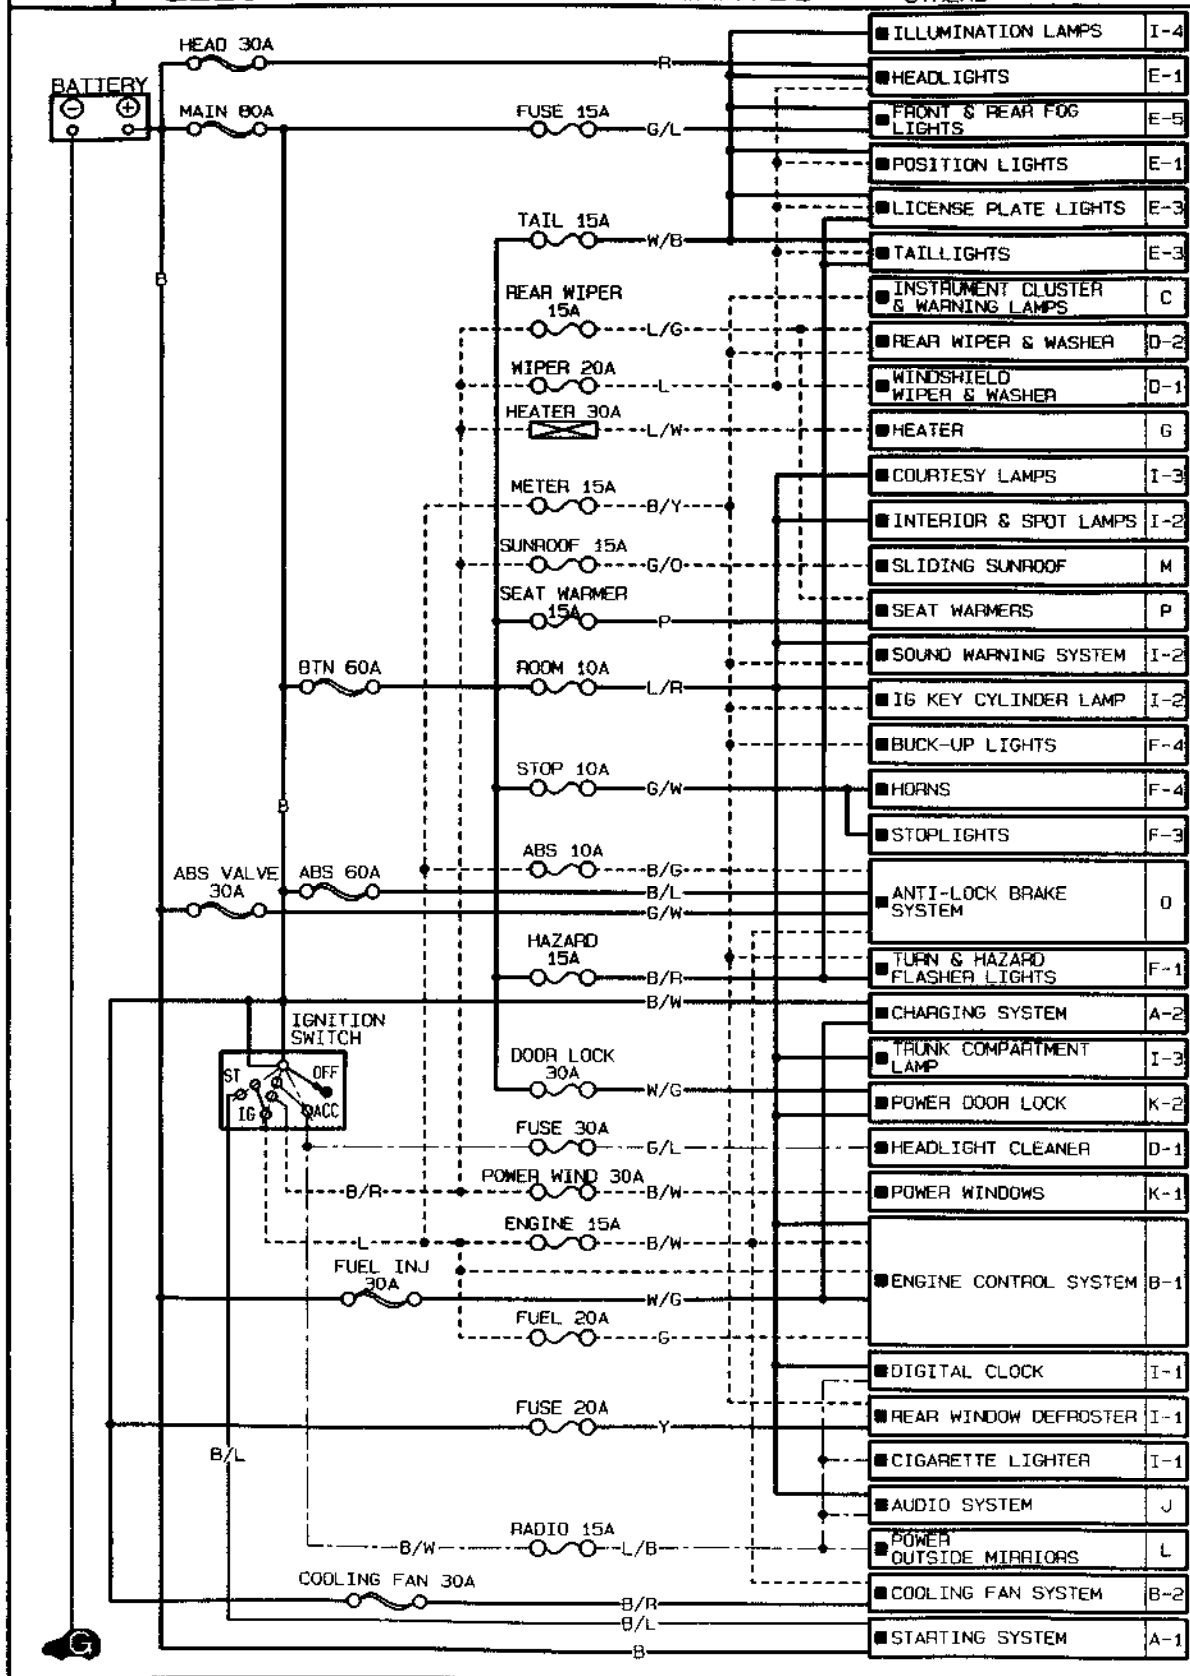 ILLUMINATION LAMPS I-4
HEAD 30A
R
HEADLIGHTS E-1
BATTERY
MAIN 80A
FUSE 15A
G/L
FRONT & REAR FOG
LIGHTS
E-5
POSITION LIGHTS E-1
LICENSE PLATE LIGHTS E-3
TAIL 15A
W/B
TAILLIGHTS E-3
B
REAR WIPER
15A
L/G
INSTRUMENT CLUSTER
& WARNING LAMPS
C
REAR WIPER & WASHER D-2
WIPER 20A
L
WINDSHIELD
WIPER & WASHER
D-1
HEATER 30A
L/W
HEATER G
COURTESY LAMPS I-3
METER 15A
B/Y
INTERIOR & SPOT LAMPS I-2
SUNROOF 15A
G/O
SLIDING SUNROOF M
SEAT WARMER
15A
P
SEAT WARMERS P
SOUND WARNING SYSTEM I-2
BTN 60A
ROOM 10A
L/R
IG KEY CYLINDER LAMP I-2
BUCK-UP LIGHTS F-4
STOP 10A
G/W
HORNS F-4
B
STOPLIGHTS F-3
ABS 10A
B/G
ABS VALVE
30A
ABS 60A
B/L
G/W
ANTI-LOCK BRAKE
SYSTEM
O
HAZARD
15A
B/R
TURN & HAZARD
FLASHER LIGHTS
F-1
B/W
CHARGING SYSTEM A-2
IGNITION
SWITCH
ST
OFF
IG
ACC
DOOR LOCK
30A
W/G
TRUNK COMPARTMENT
LAMP
I-3
POWER DOOR LOCK K-2
FUSE 30A
G/L
HEADLIGHT CLEANER D-1
B/R
POWER WIND 30A
B/W
POWER WINDOWS K-1
L
ENGINE 15A
B/W
FUEL INJ
30A
W/G
ENGINE CONTROL SYSTEM B-1
FUEL 20A
G
DIGITAL CLOCK I-1
FUSE 20A
Y
REAR WINDOW DEFROSTER I-1
B/L
CIGARETTE LIGHTER I-1
AUDIO SYSTEM J
B/W
RADIO 15A
L/B
POWER
OUTSIDE MIRRIORS
L
COOLING FAN 30A
B/R
COOLING FAN SYSTEM B-2
B/L
G
B
STARTING SYSTEM A-1